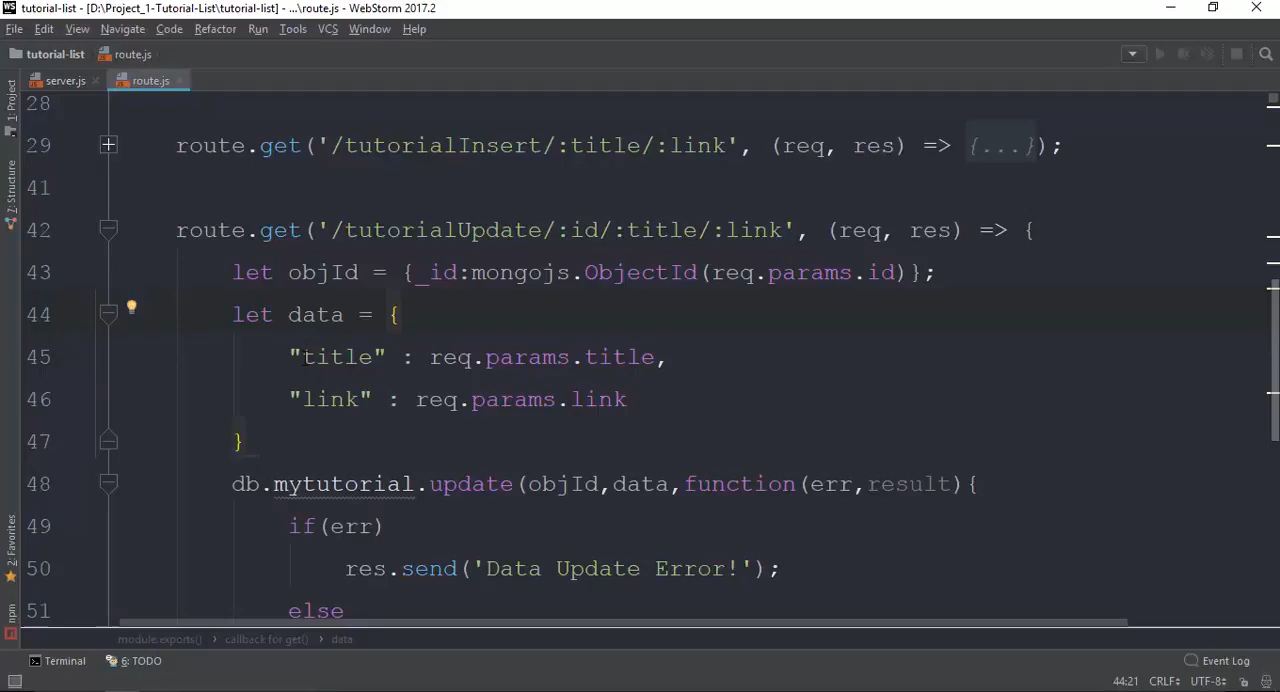 WS tutorial-list - [D:\Project_1-Tutorial-List\tutorial-list] - ...\route.js - WebStorm 2017.2
File Edit View Navigate Code Refactor Run Tools VCS Window Help
tutorial-list route.js
server.js route.js
1: Project
7: Structure
2: Favorites
npm
28
29 route.get('/tutorialInsert/:title/:link', (req, res) => {...});
41
42 route.get('/tutorialUpdate/:id/:title/:link', (req, res) => {
43 let objId = {_id:mongojs.ObjectId(req.params.id)};
44 let data = {
45 "title" : req.params.title,
46 "link" : req.params.link
47 }
48 db.mytutorial.update(objId,data,function(err,result){
49 if(err)
50 res.send('Data Update Error!');
51 else
module.exports() › callback for get() › data
Terminal 6: TODO Event Log
44:21 CRLF÷ UTF-8÷